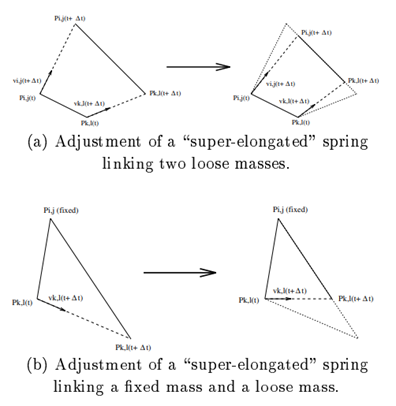 Pi,j(t+ Δt)
Pi,j(t+ Δt)
vi,j(t+Δt)
Pi,j(t)
vk,l(t+ Δt)
Pk,l(t+ Δt)
Pk,l(t)
vi,j(t+ Δt)
Pk,l(t+ Δt)
Pi,j(t)
vk,l(t+ Δt)
Pk,l(t)
(a) Adjustment of a “super-elongated” spring
linking two loose masses.
Pi,j (fixed)
Pi,j (fixed)
Pk,l(t)
vk,l(t+ Δt)
Pk,l(t+ Δt)
Pk,l(t)
vk,l(t+ Δt)
Pk,l(t+ Δt)
(b) Adjustment of a “super-elongated” spring
linking a fixed mass and a loose mass.